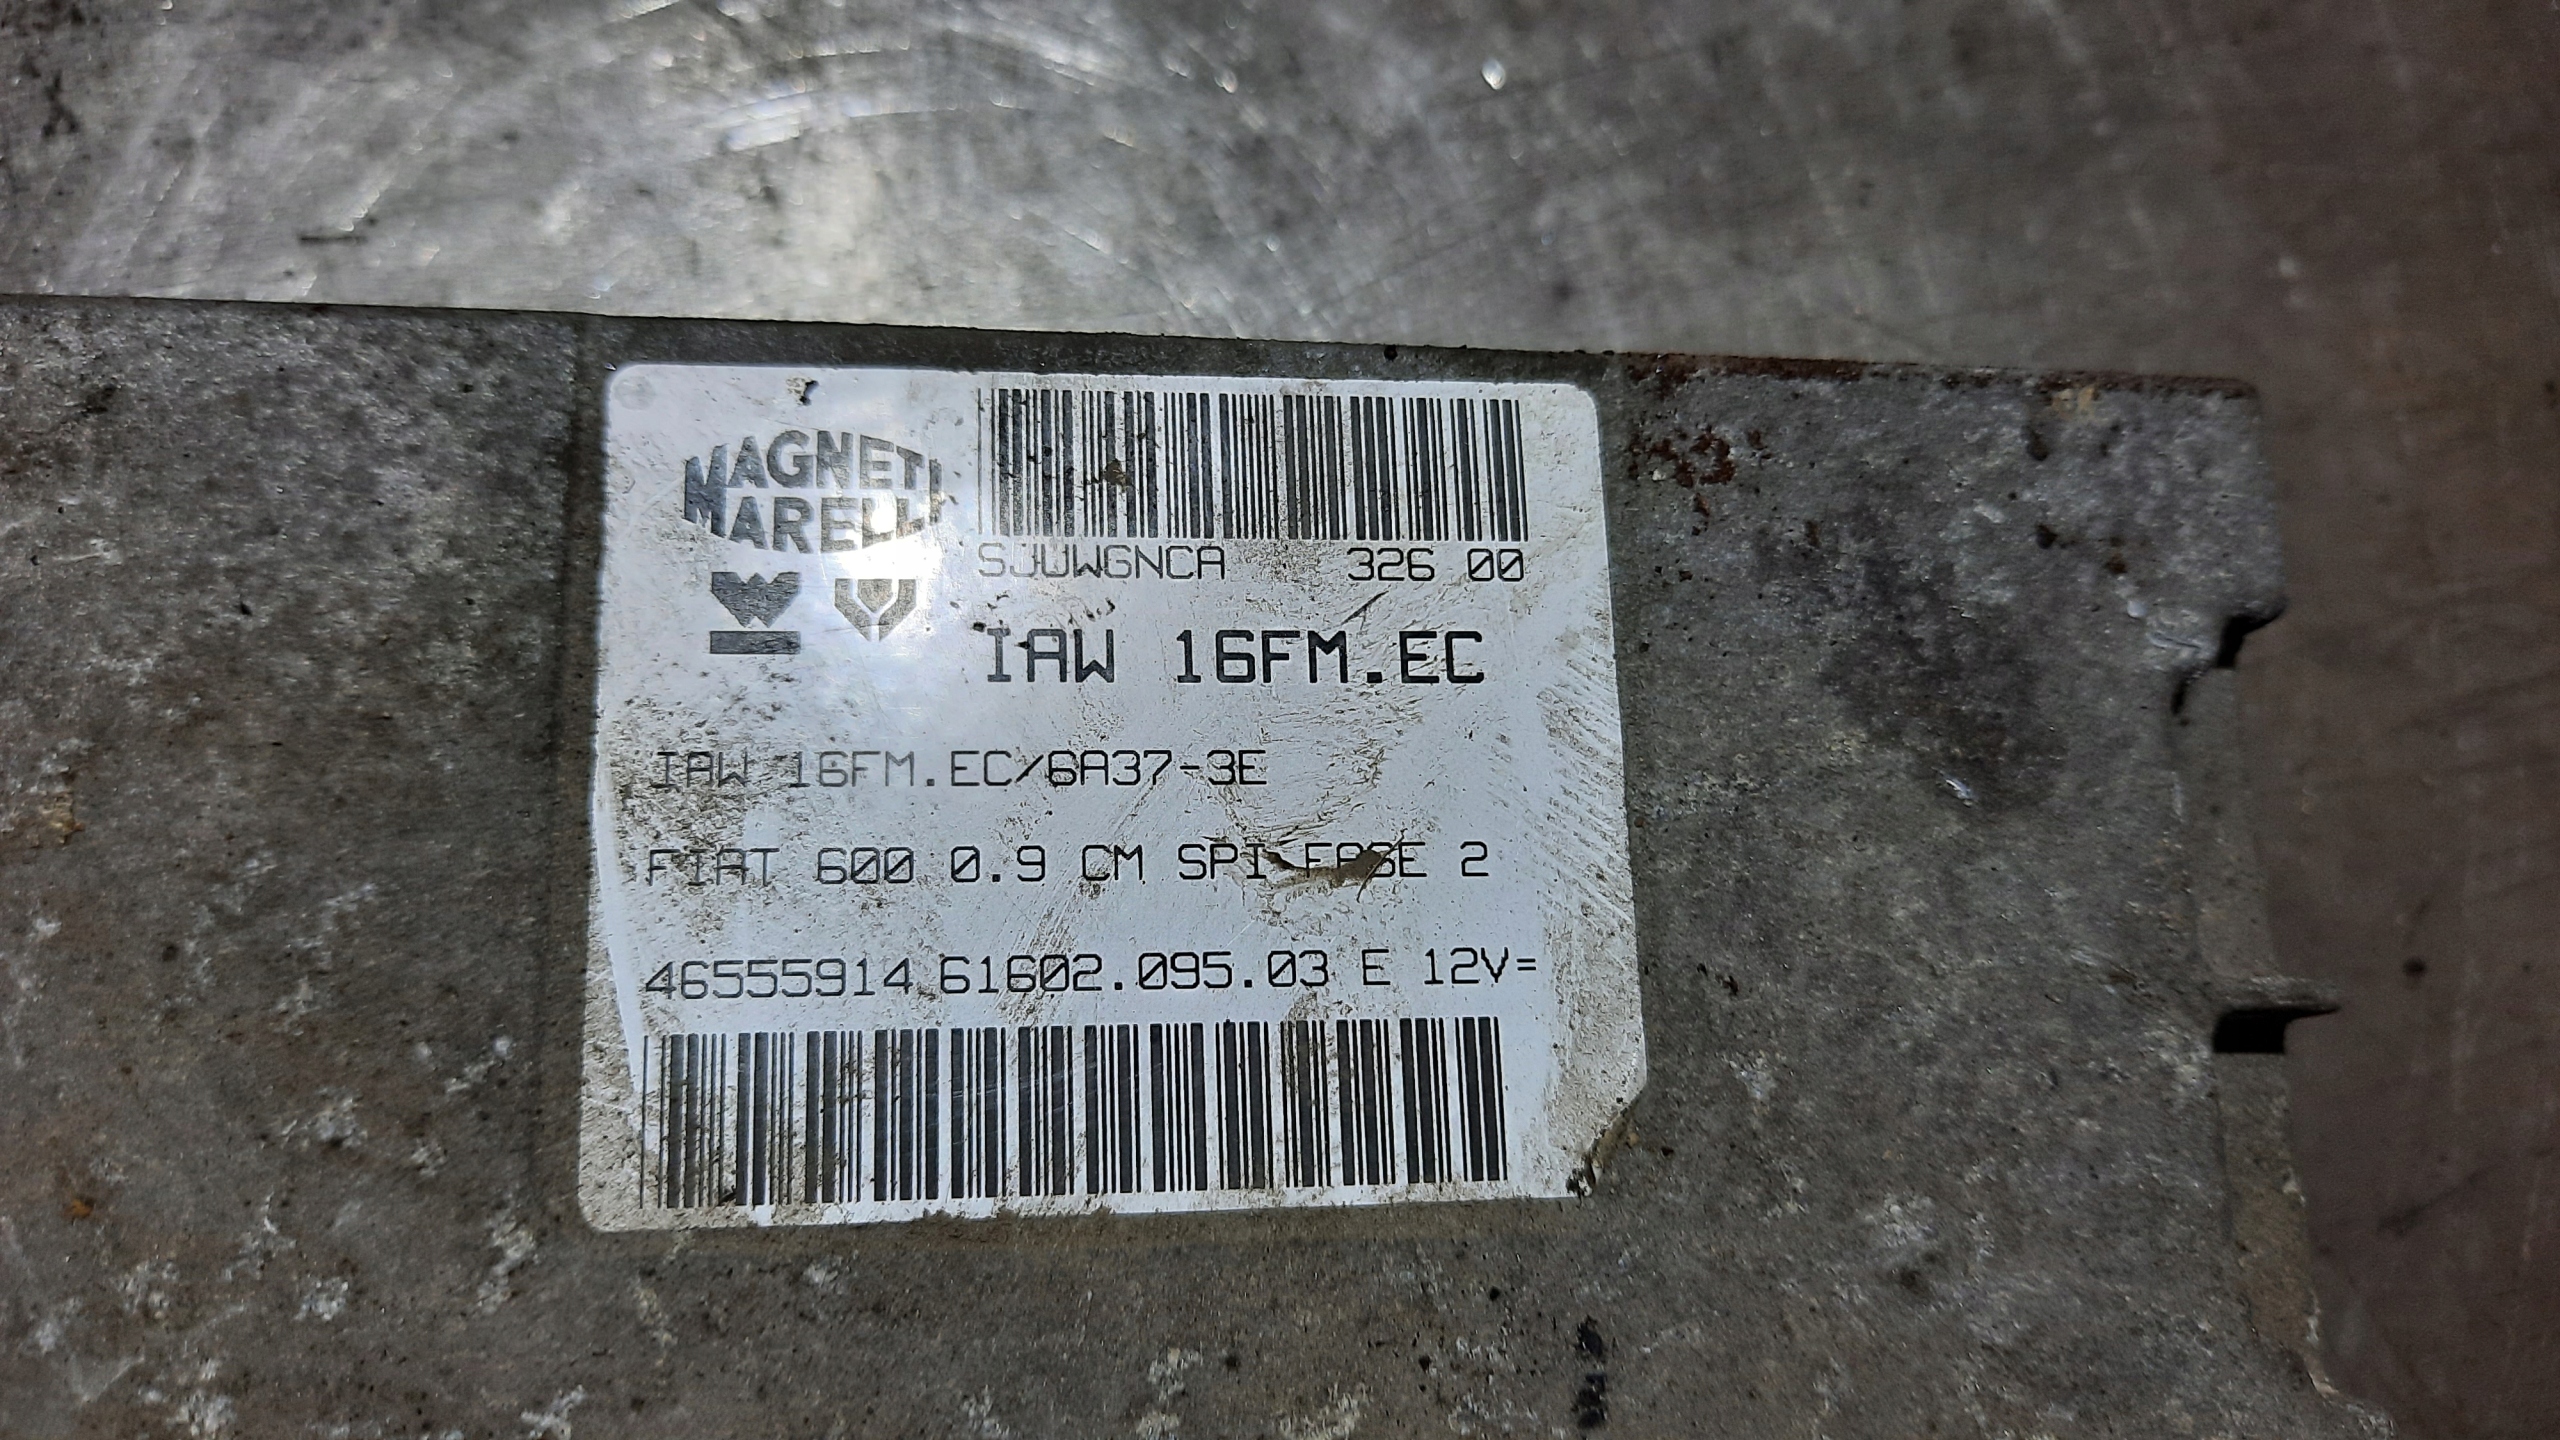 MAGNETI
MARELLI
SJUWGNCA 326 00
IAW 16FM.EC
IAW 16FM.EC/6A37-3E
FIAT 600 0.9 CM SPI FASE 2
46555914 61602.095.03 E 12V=